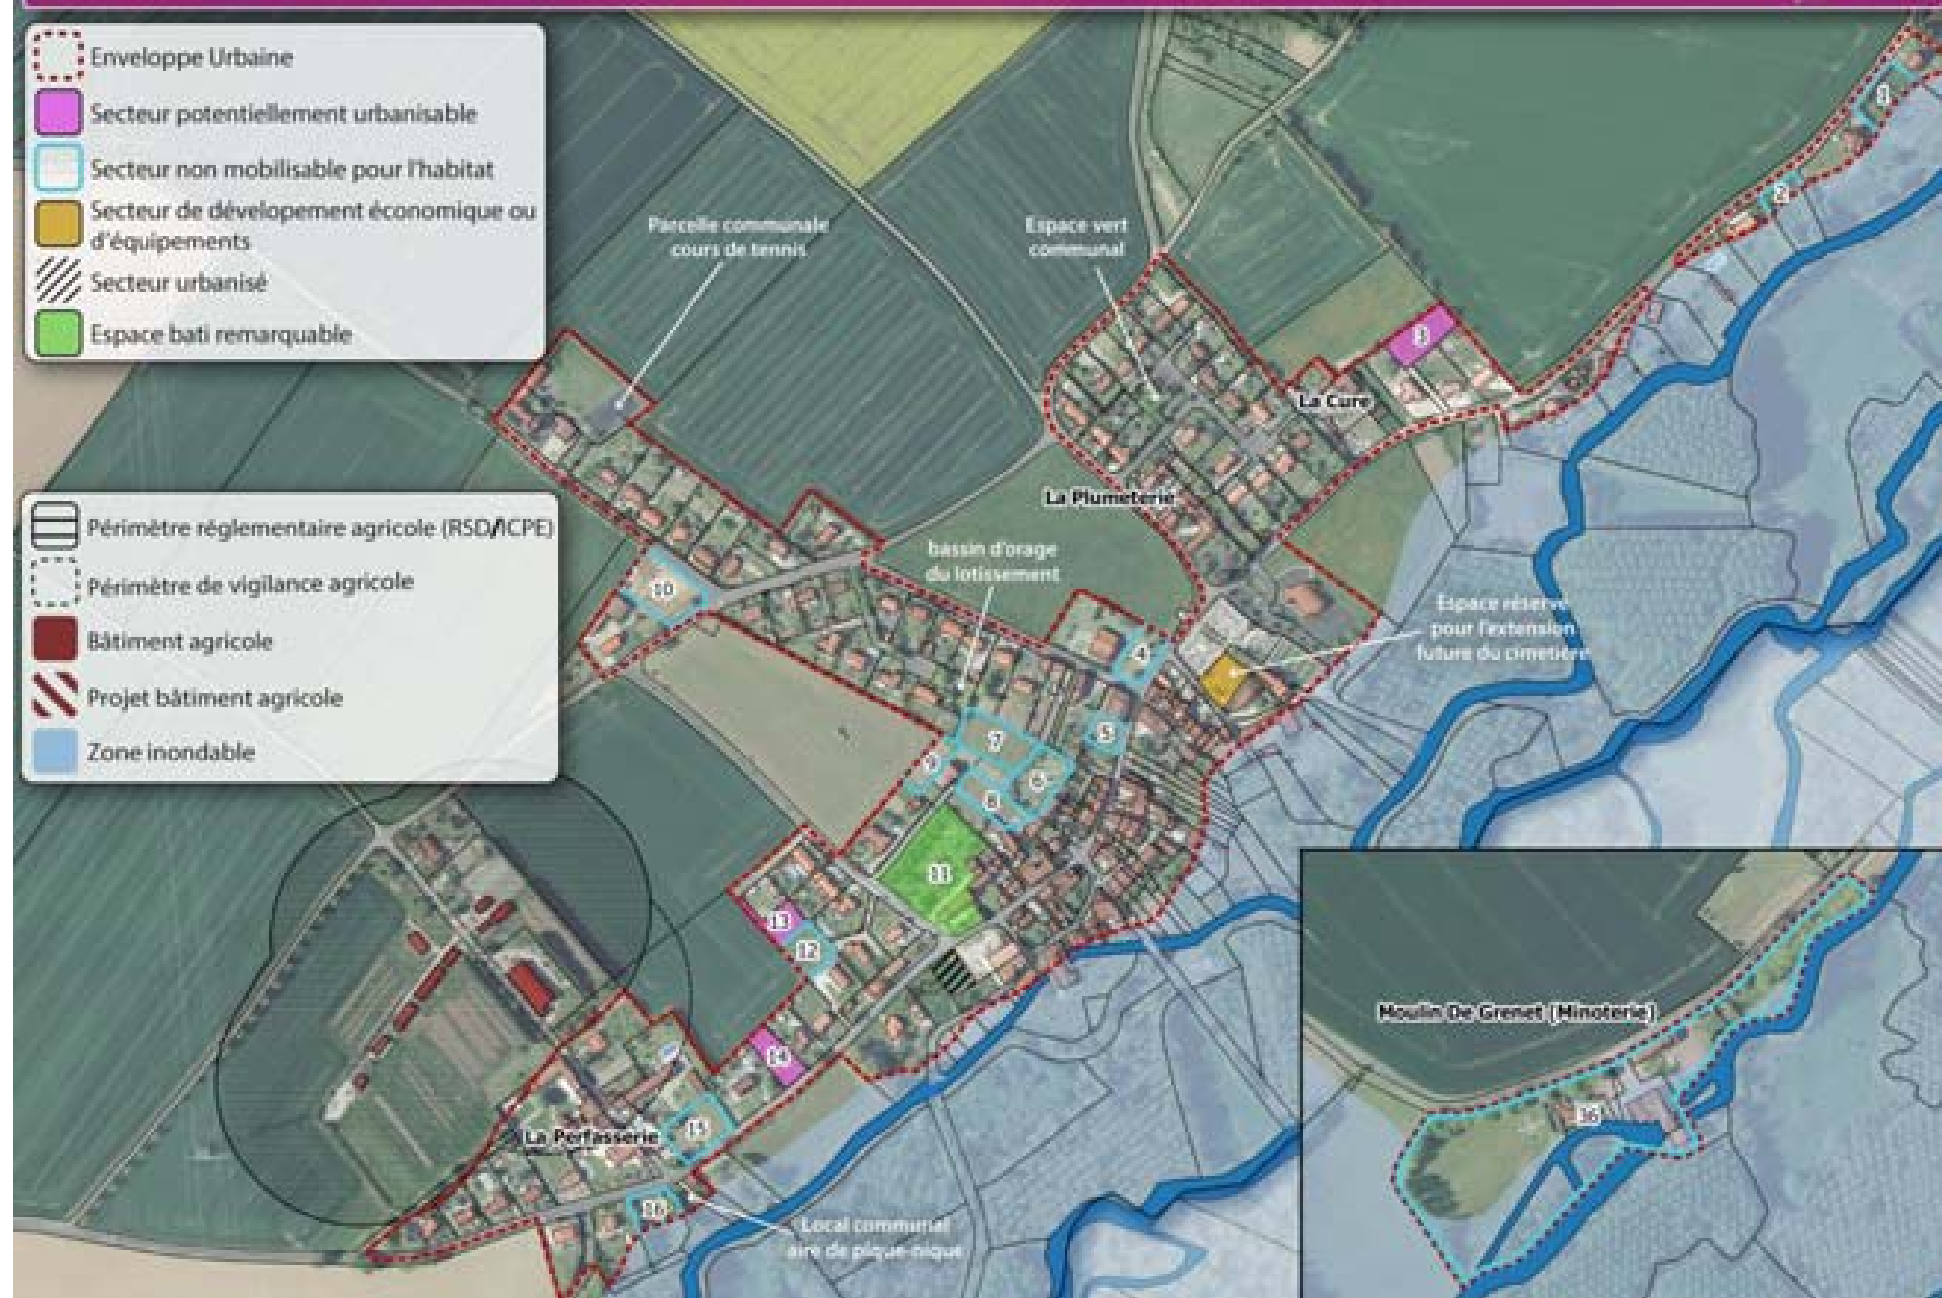 Enveloppe Urbaine
Secteur potentiellement urbanisable
Secteur non mobilisable pour l'habitat
Secteur de dévelopement économique ou
d'équipements
Secteur urbanisé
Espace bati remarquable
Périmètre réglementaire agricole (RSD/ICPE)
Périmètre de vigilance agricole
Bâtiment agricole
Projet bâtiment agricole
Zone inondable
Parcelle communale
cours de tennis
Espace vert
communal
1
2
3
La Cure
La Plumeterie
bassin d'orage
du lotissement
10
Espace réservé
pour l'extension
future du cimetière
4
5
7
9
6
8
11
13
12
14
15
La Perfasserie
Local communal
aire de pique-nique
Moulin De Grenet (Minoterie)
16